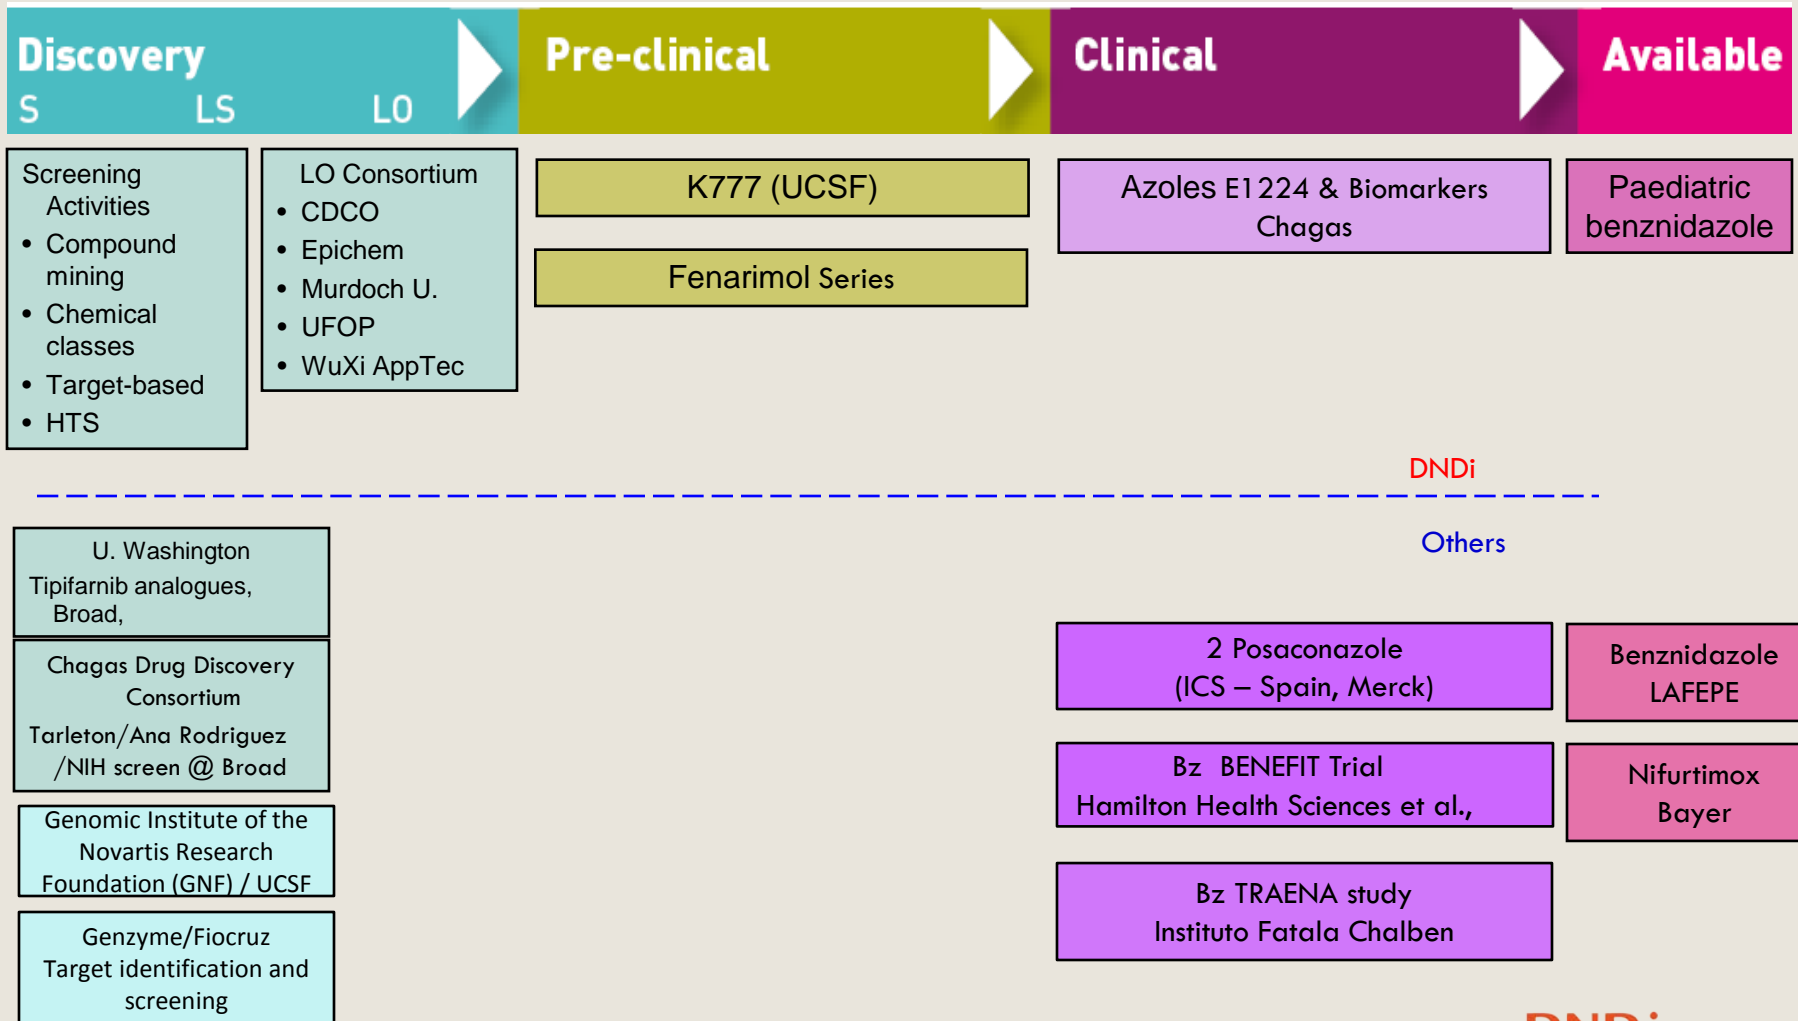 Discovery
S LS LO
Pre-clinical
Clinical
Available
Screening
Activities
• Compound
mining
• Chemical
classes
• Target-based
• HTS
LO Consortium
• CDCO
• Epichem
• Murdoch U.
• UFOP
• WuXi AppTec
K777 (UCSF)
Fenarimol Series
Azoles E1224 & Biomarkers
Chagas
Paediatric
benznidazole
DNDi
Others
U. Washington
Tipifarnib analogues,
Broad,
Chagas Drug Discovery
Consortium
Tarleton/Ana Rodriguez
/NIH screen @ Broad
Genomic Institute of the
Novartis Research
Foundation (GNF) / UCSF
Genzyme/Fiocruz
Target identification and
screening
2 Posaconazole
(ICS – Spain, Merck)
Bz BENEFIT Trial
Hamilton Health Sciences et al.,
Bz TRAENA study
Instituto Fatala Chalben
Benznidazole
LAFEPE
Nifurtimox
Bayer
DNDi